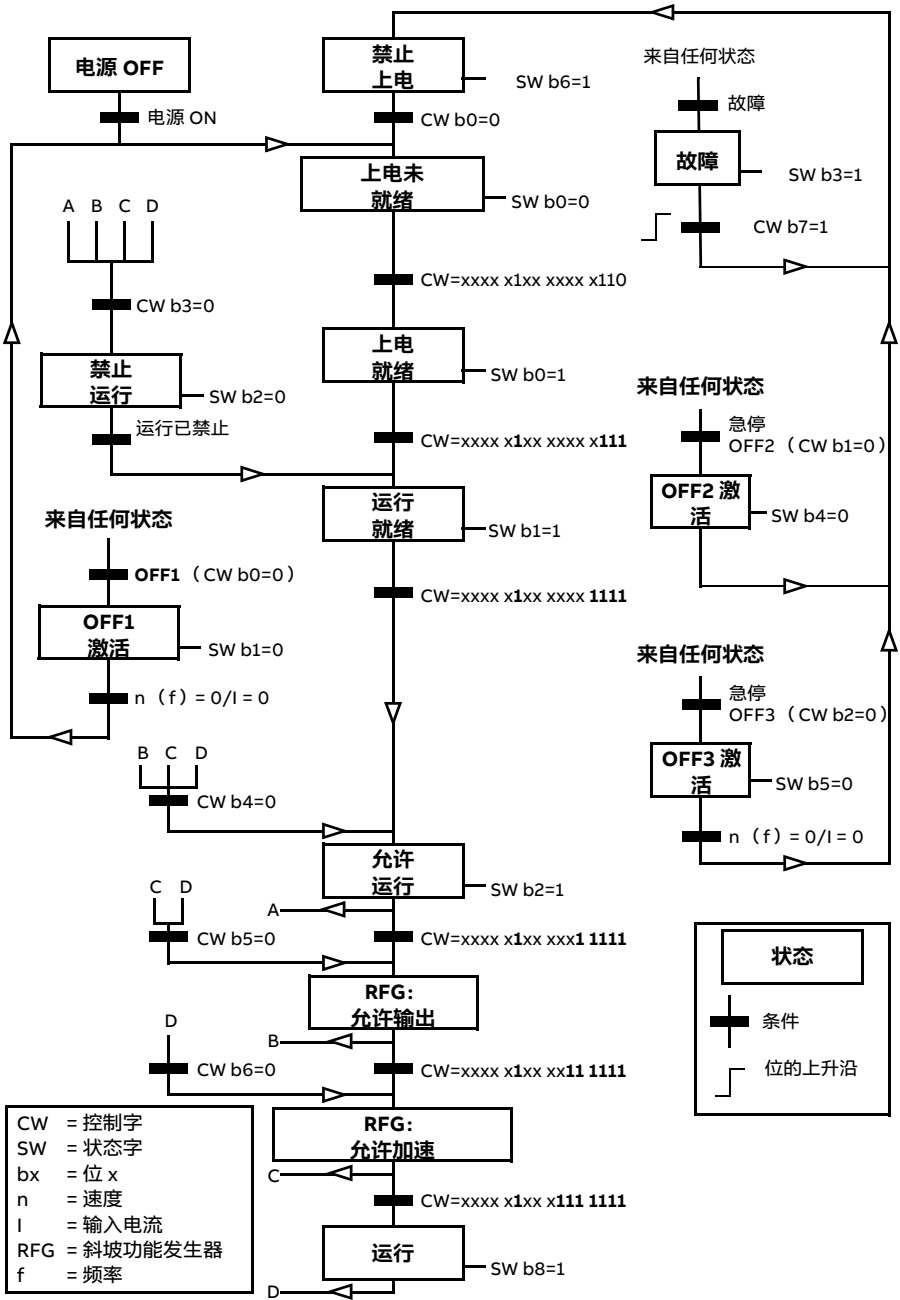 电源 OFF
电源 ON
禁止
上电
SW b6=1
CW b0=0
上电未
就绪
SW b0=0
CW=xxxx x1xx xxxx x110
上电
就绪
SW b0=1
CW=xxxx x1xx xxxx x111
运行
就绪
SW b1=1
CW=xxxx x1xx xxxx 1111
A B C D
CW b3=0
禁止
运行
SW b2=0
运行已禁止
来自任何状态
OFF1（CW b0=0）
OFF1
激活
SW b1=0
n（f）= 0/I = 0
B C D
CW b4=0
允许
运行
SW b2=1
A
C D
CW b5=0
CW=xxxx x1xx xxx1 1111
RFG:
允许输出
B
D
CW b6=0
CW=xxxx x1xx xx11 1111
RFG:
允许加速
C
CW=xxxx x1xx x111 1111
运行
SW b8=1
D
来自任何状态
故障
故障
SW b3=1
CW b7=1
来自任何状态
急停
OFF2（CW b1=0）
OFF2 激
活
SW b4=0
来自任何状态
急停
OFF3（CW b2=0）
OFF3 激
活
SW b5=0
n（f）= 0/I = 0
状态
条件
位的上升沿
CW = 控制字
SW = 状态字
bx = 位 x
n = 速度
I = 输入电流
RFG = 斜坡功能发生器
f = 频率